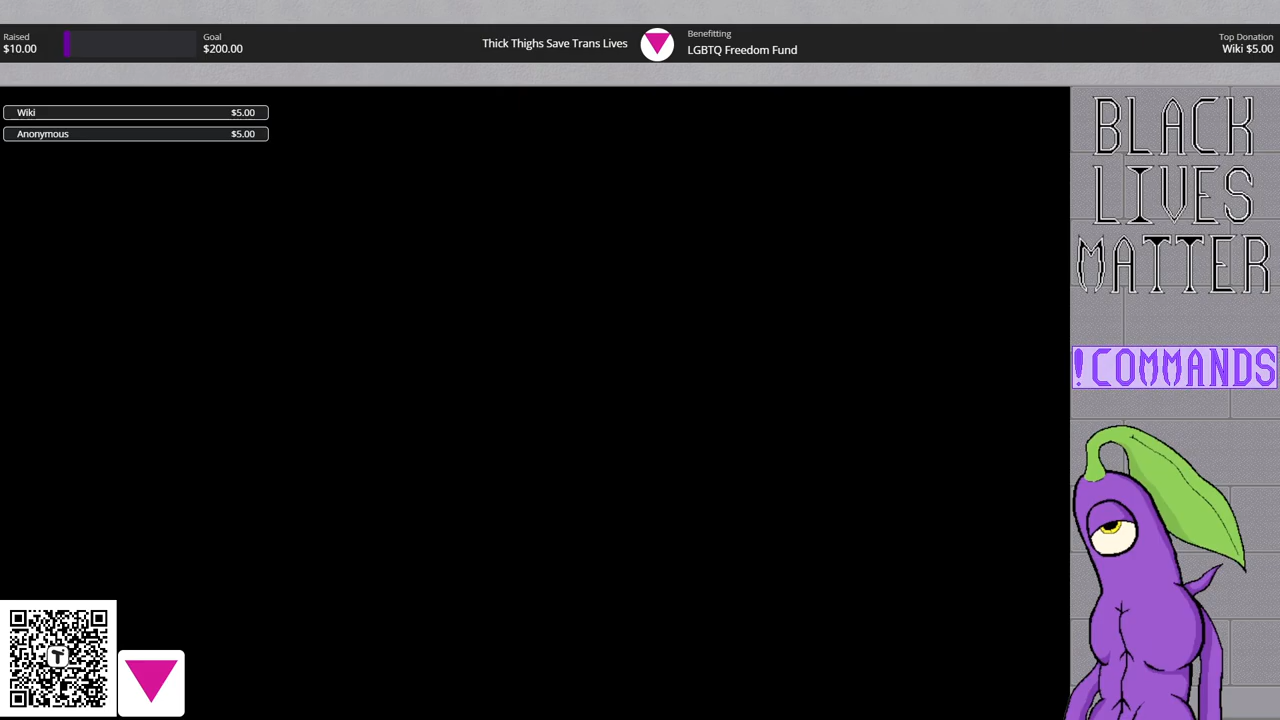 Raised
$10.00
Goal
$200.00
Thick Thighs Save Trans Lives
Benefitting
LGBTQ Freedom Fund
Top Donation
Wiki $5.00
Wiki $5.00
Anonymous $5.00
BLACK
LIVES
MATTER
!COMMANDS
T